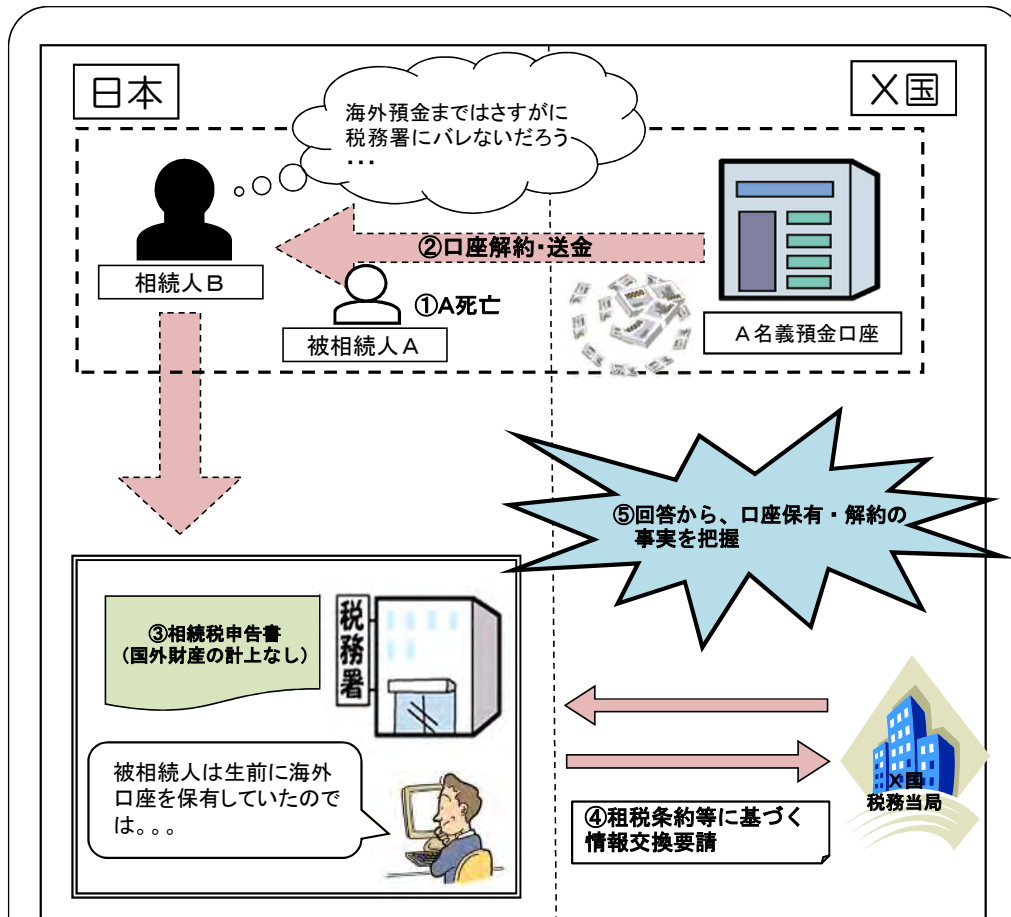 日本
X国
海外預金まではさすがに
税務署にバレないだろう
・・・
②口座解約・送金
相続人B
①A死亡
被相続人A
A名義預金口座
⑤回答から、口座保有・解約の
事実を把握
③相続税申告書
（国外財産の計上なし）
税務署
被相続人は生前に海外
口座を保有していたので
は。。。
X国
税務当局
④租税条約等に基づく
情報交換要請